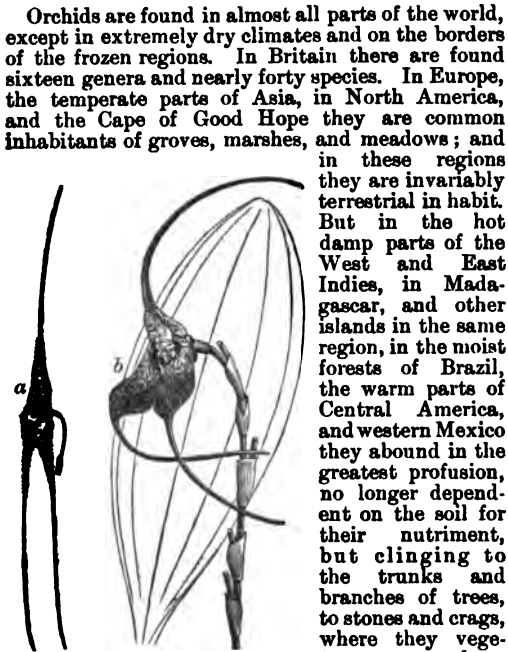 Orchids are found in almost all parts of the world,
except in extremely dry climates and on the borders
of the frozen regions. In Britain there are found
sixteen genera and nearly forty species. In Europe,
the temperate parts of Asia, in North America,
and the Cape of Good Hope they are common
inhabitants of groves, marshes, and meadows; and
in these regions
they are invariably
terrestrial in habit.
But in the hot
damp parts of the
West and East
Indies, in Mada-
gascar, and other
islands in the same
region, in the moist
forests of Brazil,
the warm parts of
Central America,
and western Mexico
they abound in the
greatest profusion,
no longer depend-
ent on the soil for
their nutriment,
but clinging to
the trunks and
branches of trees,
to stones and crags,
where they vege-
a
b